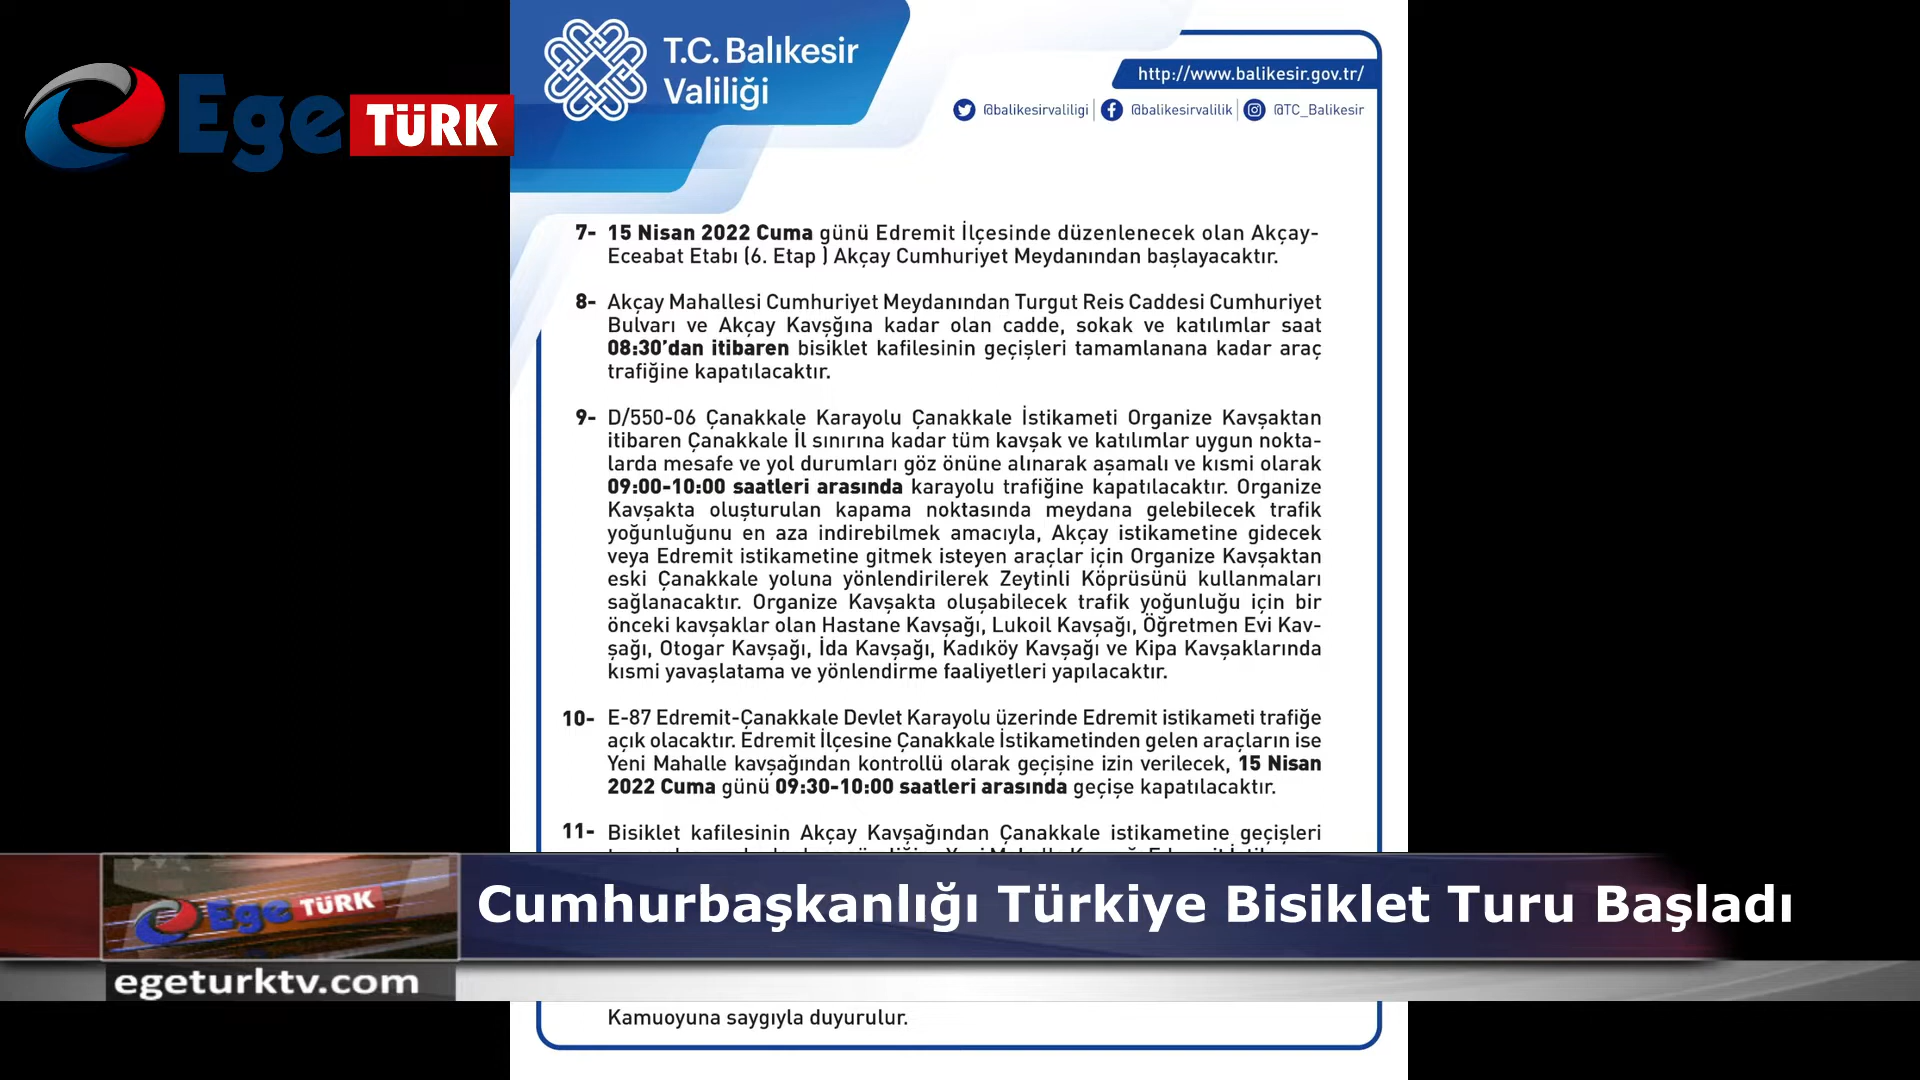 Ege TÜRK
T.C. Balıkesir
Valiliği
http://www.balikesir.gov.tr/
@balikesirvaliligi
@balikesirvalilik
@TC_Balikesir
7- 15 Nisan 2022 Cuma günü Edremit İlçesinde düzenlenecek olan Akçay-
Eceabat Etabı (6. Etap ) Akçay Cumhuriyet Meydanından başlayacaktır.
8- Akçay Mahallesi Cumhuriyet Meydanından Turgut Reis Caddesi Cumhuriyet
Bulvarı ve Akçay Kavşğına kadar olan cadde, sokak ve katılımlar saat
08:30’dan itibaren bisiklet kafilesinin geçişleri tamamlanana kadar araç
trafiğine kapatılacaktır.
9- D/550-06 Çanakkale Karayolu Çanakkale İstikameti Organize Kavşaktan
itibaren Çanakkale İl sınırına kadar tüm kavşak ve katılımlar uygun nokta-
larda mesafe ve yol durumları göz önüne alınarak aşamalı ve kısmi olarak
09:00-10:00 saatleri arasında karayolu trafiğine kapatılacaktır. Organize
Kavşakta oluşturulan kapama noktasında meydana gelebilecek trafik
yoğunluğunu en aza indirebilmek amacıyla, Akçay istikametine gidecek
veya Edremit istikametine gitmek isteyen araçlar için Organize Kavşaktan
eski Çanakkale yoluna yönlendirilerek Zeytinli Köprüsünü kullanmaları
sağlanacaktır. Organize Kavşakta oluşabilecek trafik yoğunluğu için bir
önceki kavşaklar olan Hastane Kavşağı, Lukoil Kavşağı, Öğretmen Evi Kav-
şağı, Otogar Kavşağı, İda Kavşağı, Kadıköy Kavşağı ve Kipa Kavşaklarında
kısmi yavaşlatama ve yönlendirme faaliyetleri yapılacaktır.
10- E-87 Edremit-Çanakkale Devlet Karayolu üzerinde Edremit istikameti trafiğe
açık olacaktır. Edremit İlçesine Çanakkale İstikametinden gelen araçların ise
Yeni Mahalle kavşağından kontrollü olarak geçişine izin verilecek, 15 Nisan
2022 Cuma günü 09:30-10:00 saatleri arasında geçişe kapatılacaktır.
11- Bisiklet kafilesinin Akçay Kavşağından Çanakkale istikametine geçişleri
Ege TÜRK
Cumhurbaşkanlığı Türkiye Bisiklet Turu Başladı
egeturktv.com
Kamuoyuna saygıyla duyurulur.